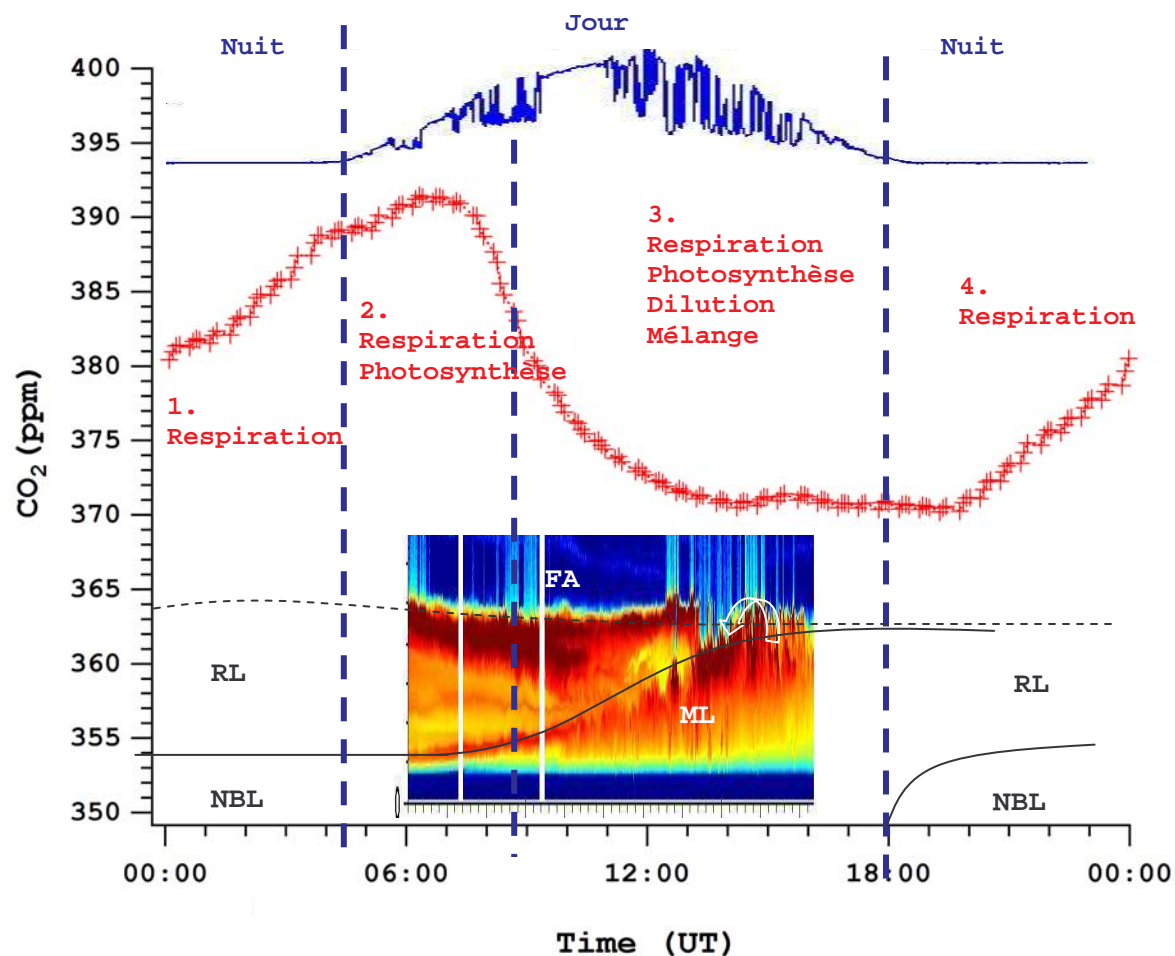 Nuit
Jour
Nuit
400
395
390
385
380
375
370
365
360
355
350
CO2 (ppm)
1.
Respiration
2.
Respiration
Photosynthèse
3.
Respiration
Photosynthèse
Dilution
Mélange
4.
Respiration
FA
RL
ML
RL
NBL
NBL
0
00:00
06:00
12:00
18:00
00:00
Time (UT)